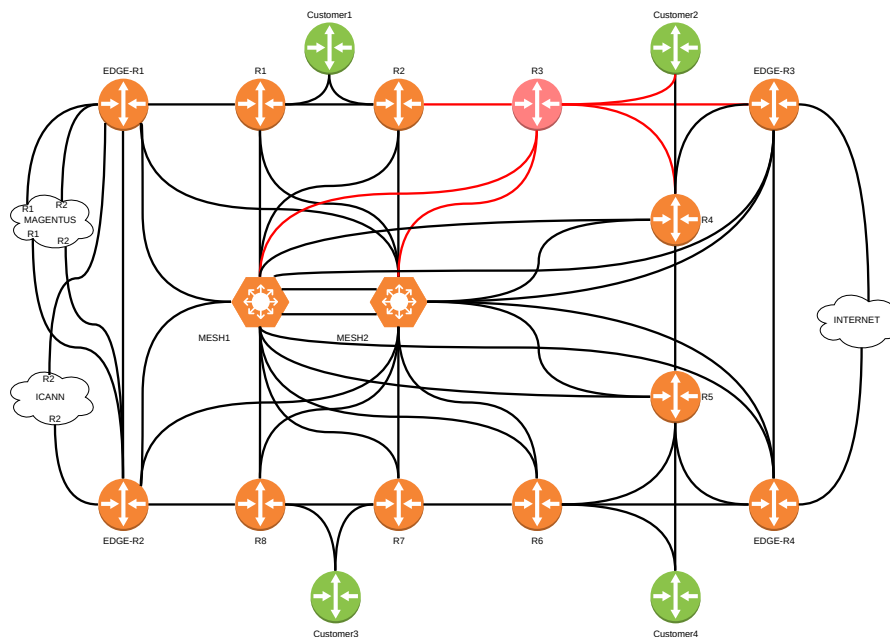 Customer1
Customer2
EDGE-R1
R1
R2
R3
EDGE-R3
R1
R2
MAGENTUS
R1
R2
R4
INTERNET
MESH1
MESH2
R2
ICANN
R2
R5
EDGE-R2
R8
R7
R6
EDGE-R4
Customer3
Customer4